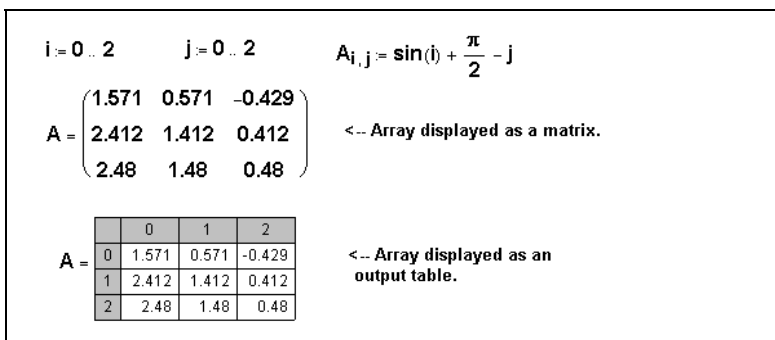 i := 0 .. 2 j := 0 .. 2 A i , j := sin(i) + π/2 − j
1.571 0.571 −0.429
A = 2.412 1.412 0.412 <-- Array displayed as a matrix.
2.48 1.48 0.48
0 1 2
A = 0 1.571 0.571 -0.429 <-- Array displayed as an
1 2.412 1.412 0.412 output table.
2 2.48 1.48 0.48